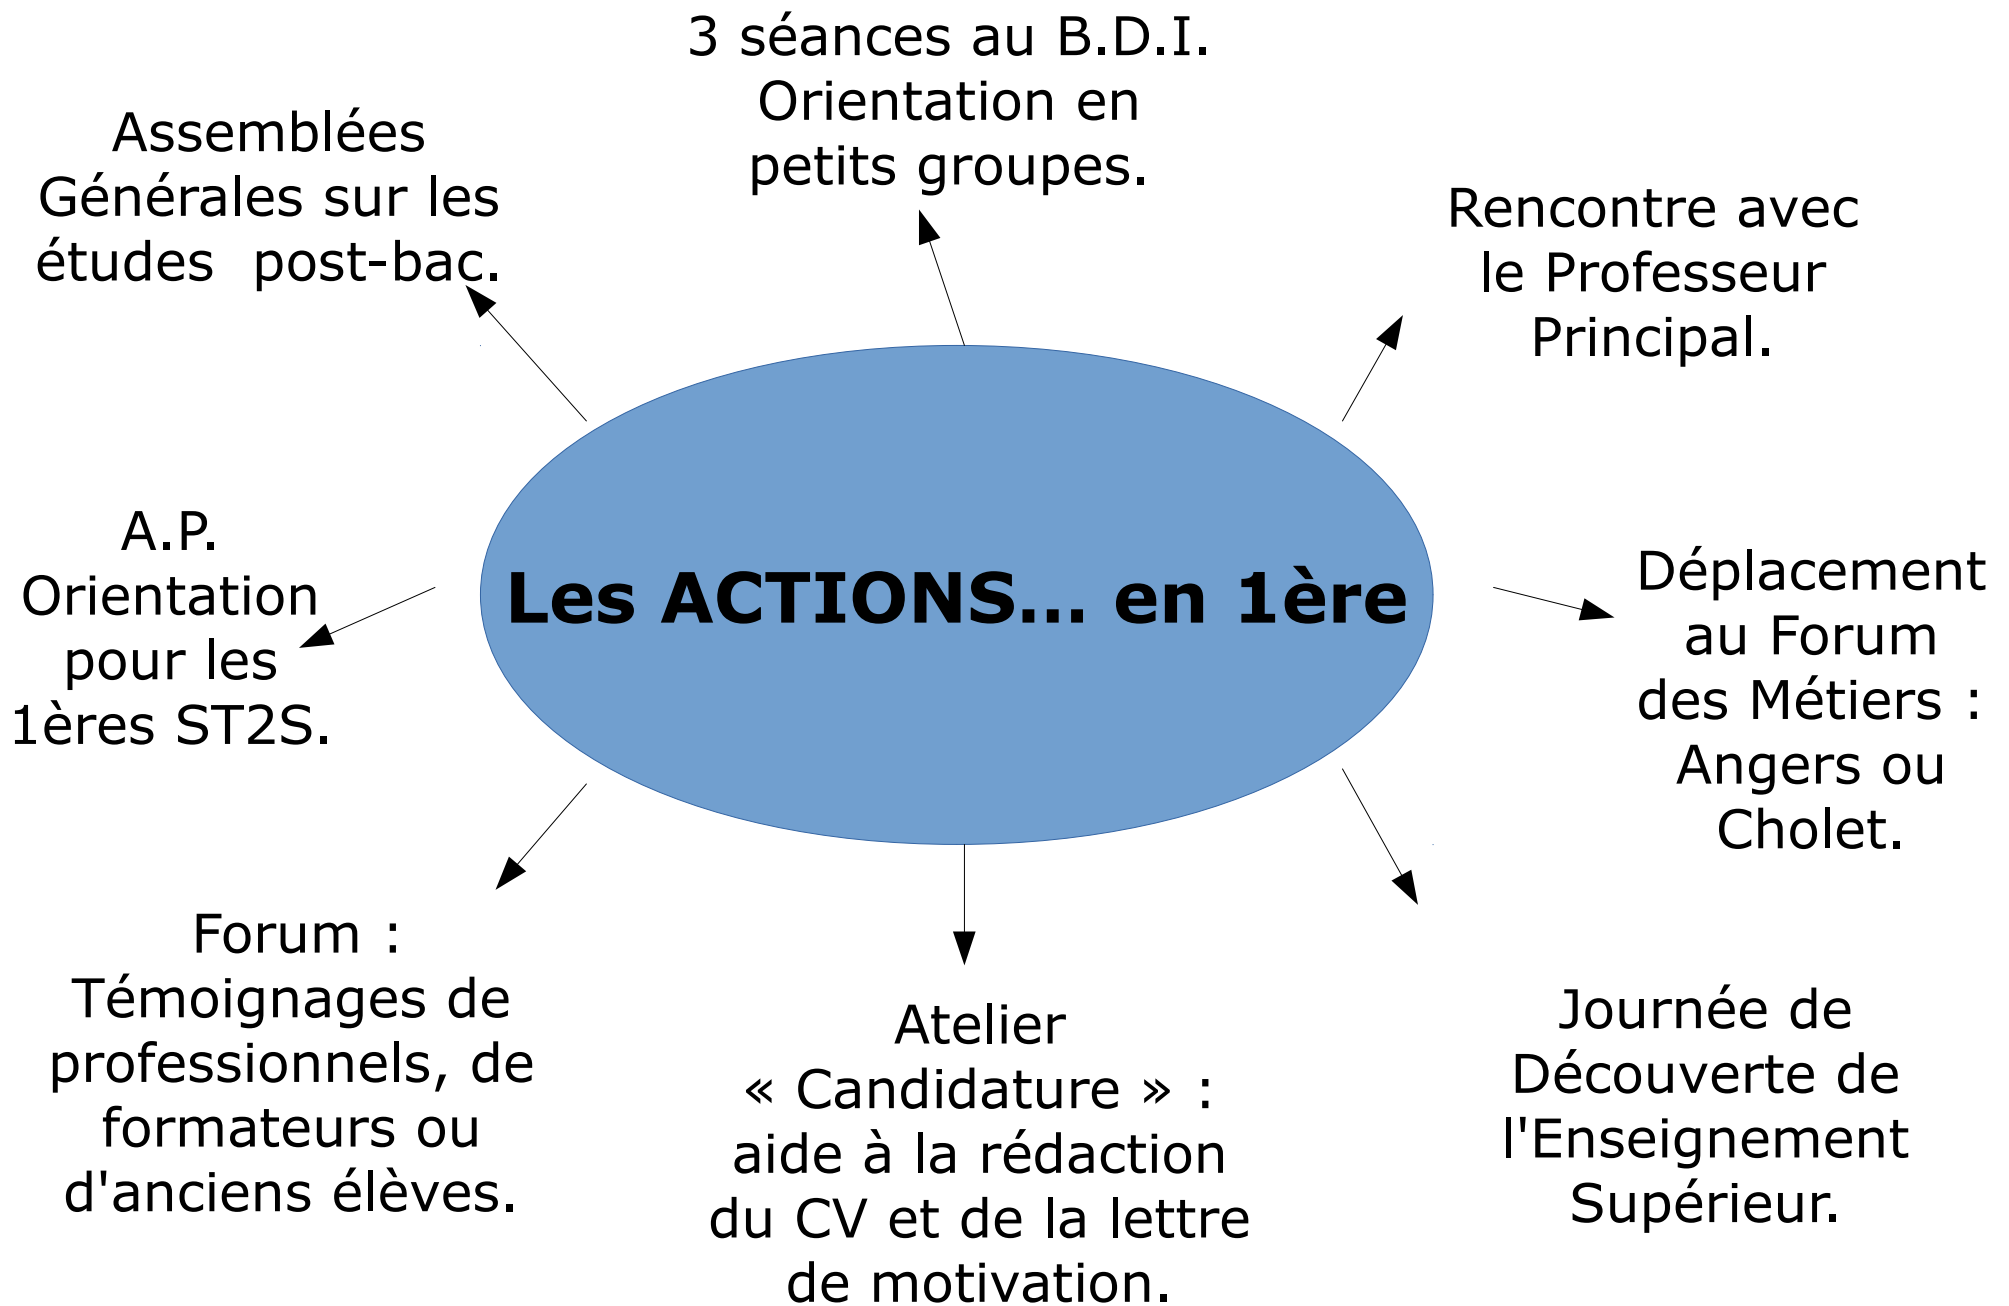 3 séances au B.D.I.
Orientation en
petits groupes.
Assemblées
Générales sur les
études  post-bac.
Rencontre avec
le Professeur
Principal.
A.P.
Orientation
pour les
1ères ST2S.
Les ACTIONS... en 1ère
Déplacement
au Forum
des Métiers :
Angers ou
Cholet.
Forum :
Témoignages de
professionnels, de
formateurs ou
d'anciens élèves.
Atelier
« Candidature » :
aide à la rédaction
du CV et de la lettre
de motivation.
Journée de
Découverte de
l'Enseignement
Supérieur.